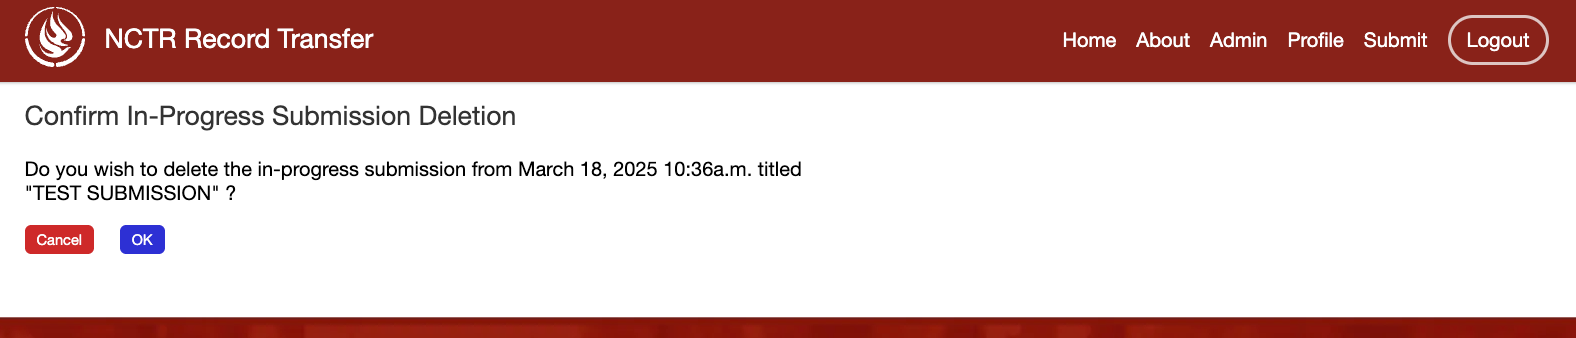 NCTR Record Transfer
Home About Admin Profile Submit Logout
Confirm In-Progress Submission Deletion
Do you wish to delete the in-progress submission from March 18, 2025 10:36a.m. titled
"TEST SUBMISSION" ?
Cancel OK